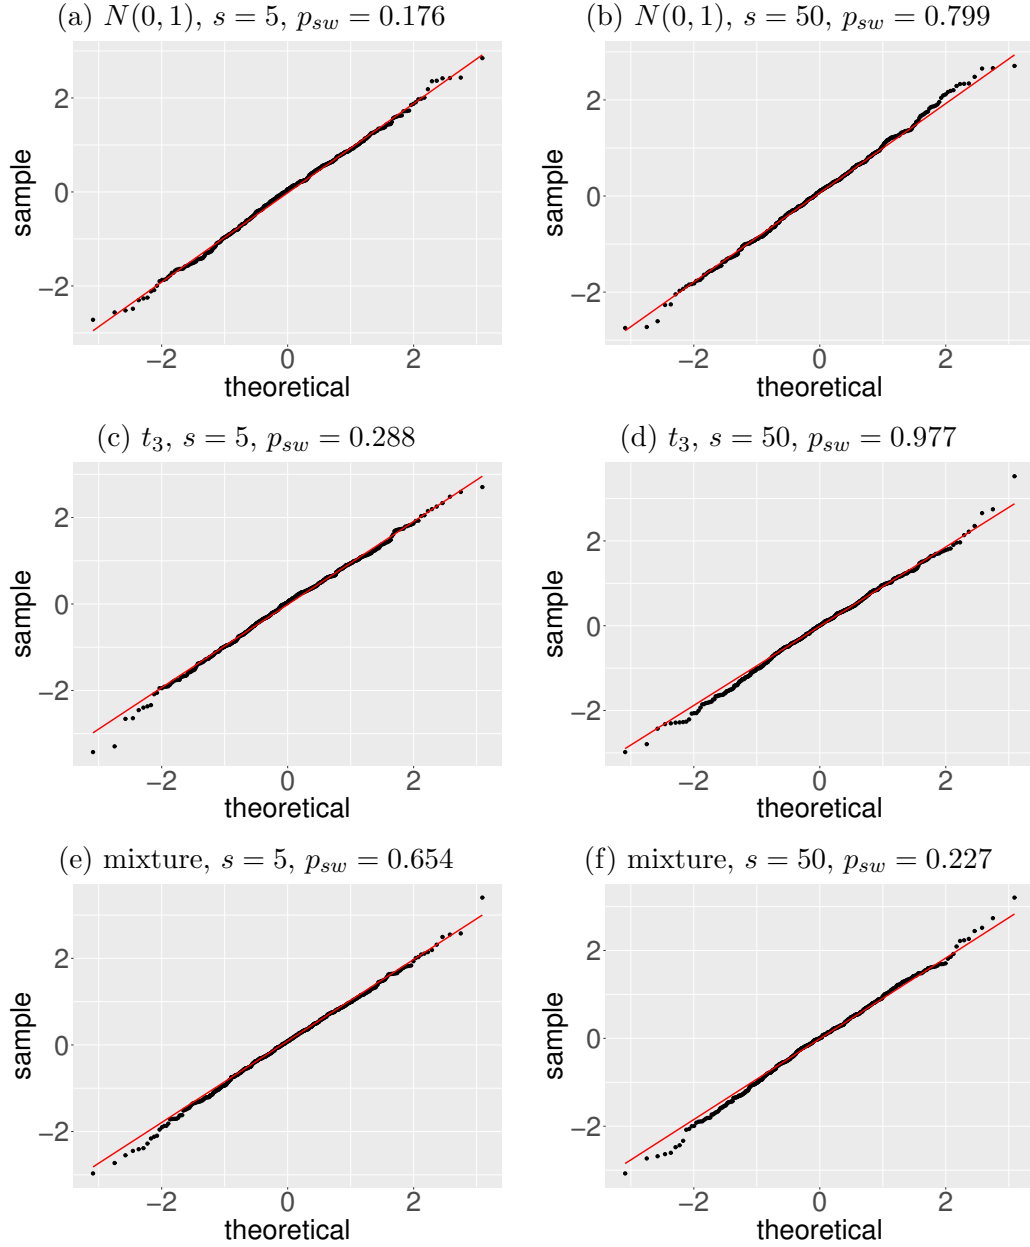 (a) N(0, 1), s = 5, p_sw = 0.176
(b) N(0, 1), s = 50, p_sw = 0.799
sample
2
0
−2
−2 0 2
theoretical
sample
2
0
−2
−2 0 2
theoretical
(c) t_3, s = 5, p_sw = 0.288
(d) t_3, s = 50, p_sw = 0.977
sample
2
0
−2
−2 0 2
theoretical
sample
2
0
−2
−2 0 2
theoretical
(e) mixture, s = 5, p_sw = 0.654
(f) mixture, s = 50, p_sw = 0.227
sample
2
0
−2
−2 0 2
theoretical
sample
2
0
−2
−2 0 2
theoretical